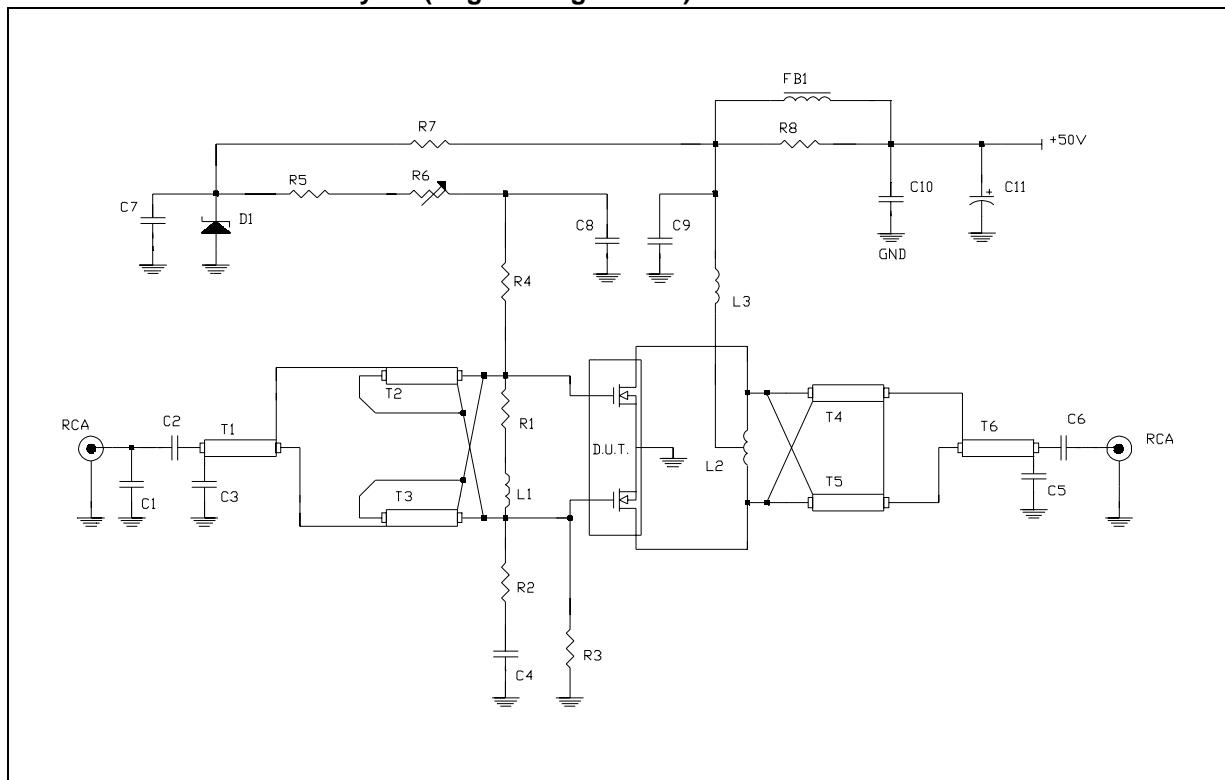 FB1
R7
R8
+50V
R5
R6
C7
D1
C8
C9
C10
C11
GND
R4
L3
T2
T4
RCA
C2
T1
R1
D.U.T.
L2
T6
C6
RCA
C1
C3
T3
L1
T5
C5
R2
R3
C4